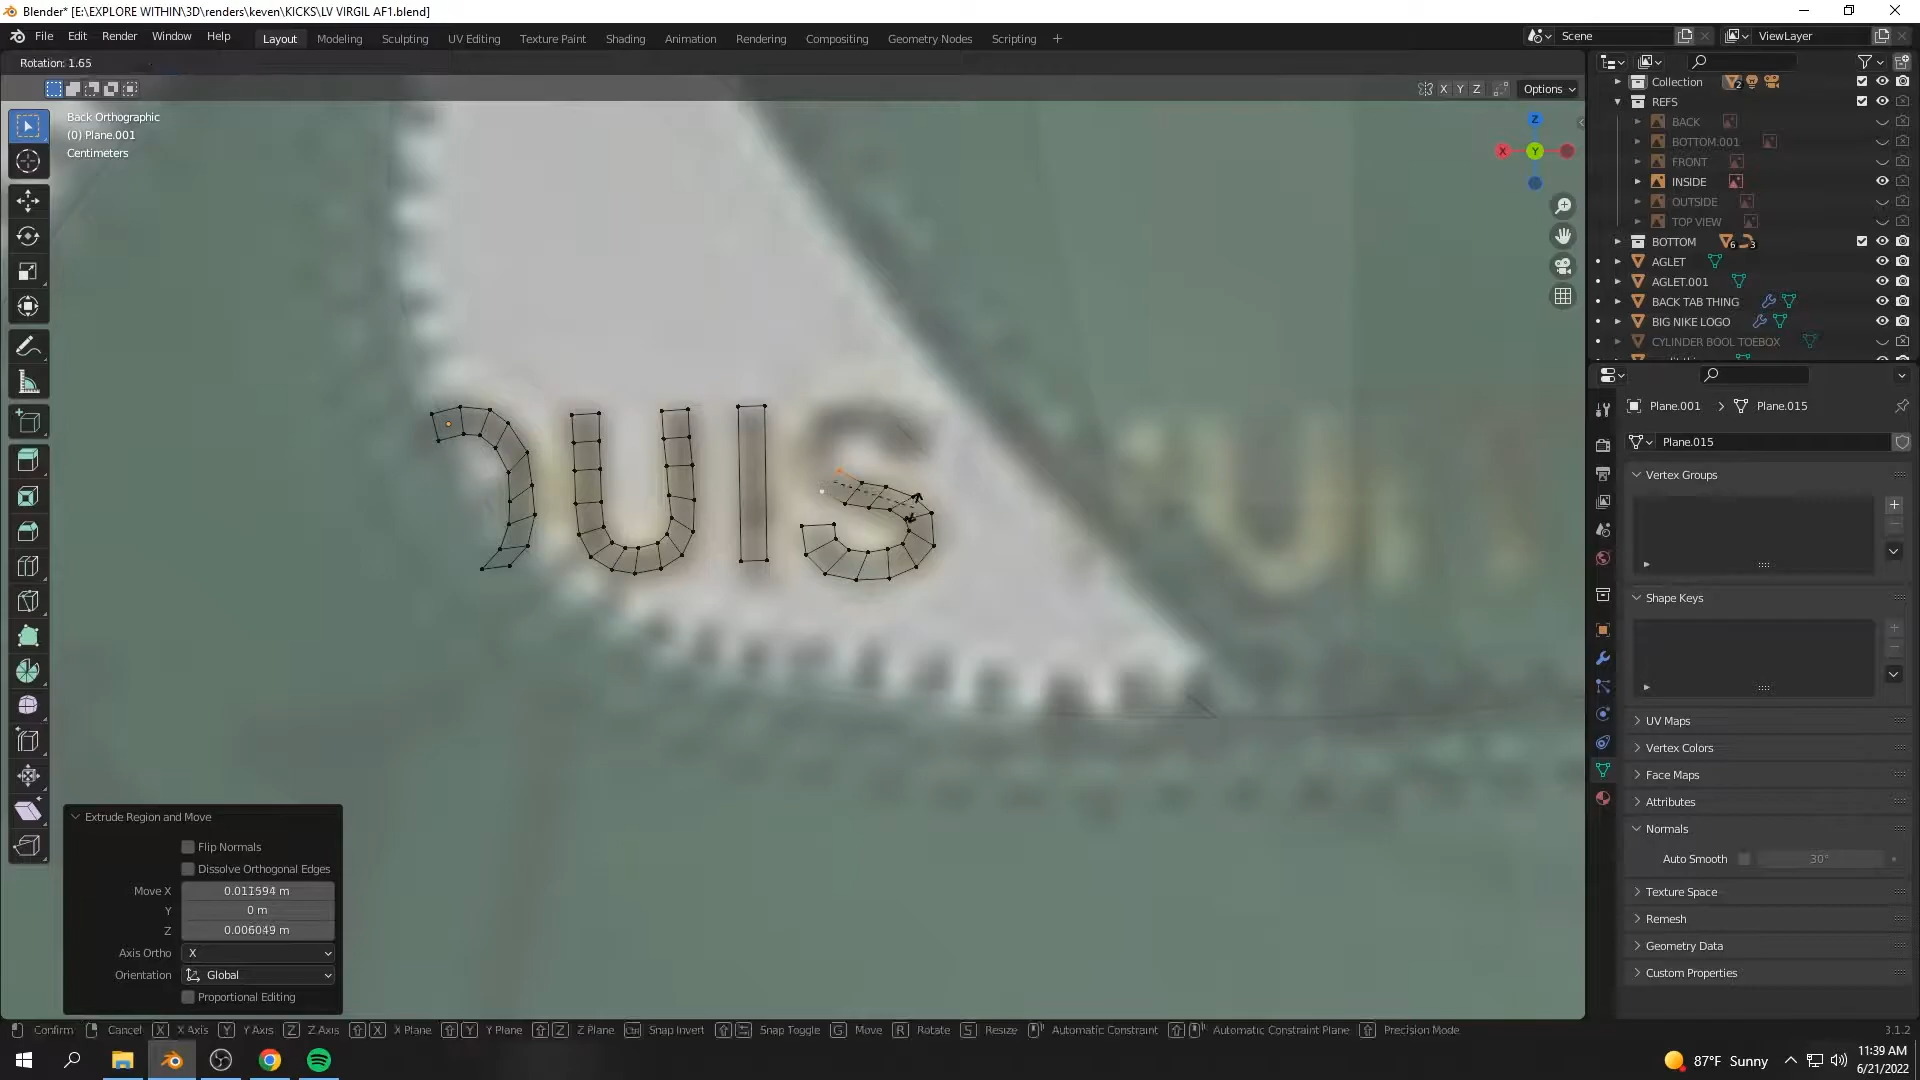 Blender* [E:\EXPLORE WITHIN\3D\renders\keven\KICKS\LV VIRGIL AF1.blend]
File Edit Render Window Help Layout Modeling Sculpting UV Editing Texture Paint Shading Animation Rendering Compositing Geometry Nodes Scripting + Scene ViewLayer
Rotation: 1.65
X Y Z Options
Back Orthographic
(0) Plane.001
Centimeters
Z
X Y
Collection 2
REFS
BACK
BOTTOM.001
FRONT
INSIDE
OUTSIDE
TOP VIEW
BOTTOM 6 3
AGLET
AGLET.001
BACK TAB THING
BIG NIKE LOGO
CYLINDER BOOL TOEBOX
UIS
Plane.001 > Plane.015
Plane.015
Vertex Groups
Shape Keys
UV Maps
Vertex Colors
Face Maps
Attributes
Normals
Auto Smooth 30°
Texture Space
Remesh
Geometry Data
Custom Properties
Extrude Region and Move
Flip Normals
Dissolve Orthogonal Edges
Move X 0.011594 m
Y 0 m
Z 0.006049 m
Axis Ortho X
Orientation Global
Proportional Editing
Confirm Cancel X X Axis Y Y Axis Z Z Axis X X Plane Y Y Plane Z Z Plane Ctrl Snap Invert Snap Toggle G Move R Rotate S Resize Automatic Constraint Automatic Constraint Plane Precision Mode 3.1.2
87°F Sunny 11:39 AM
6/21/2022